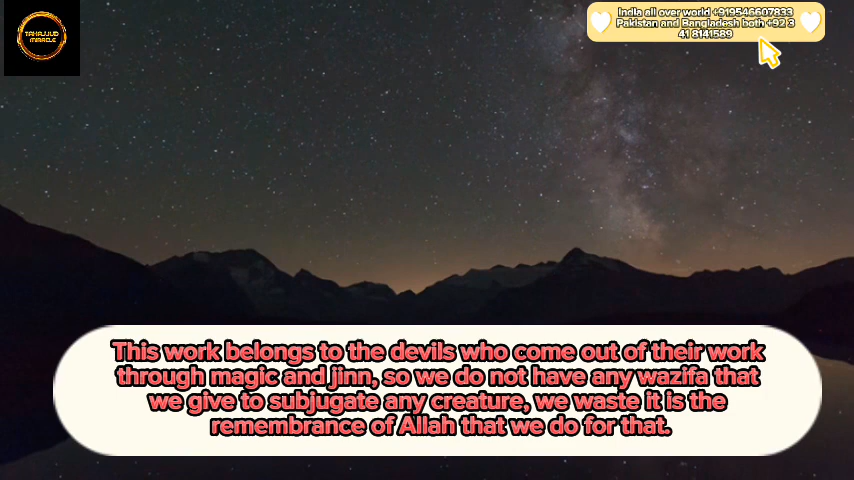 TAHAJJUD
MIRACLE
India all over world +919546607833
Pakistan and Bangladesh both +92 3
41 8141589
This work belongs to the devils who come out of their work
through magic and jinn, so we do not have any wazifa that
we give to subjugate any creature, we waste it is the
remembrance of Allah that we do for that.